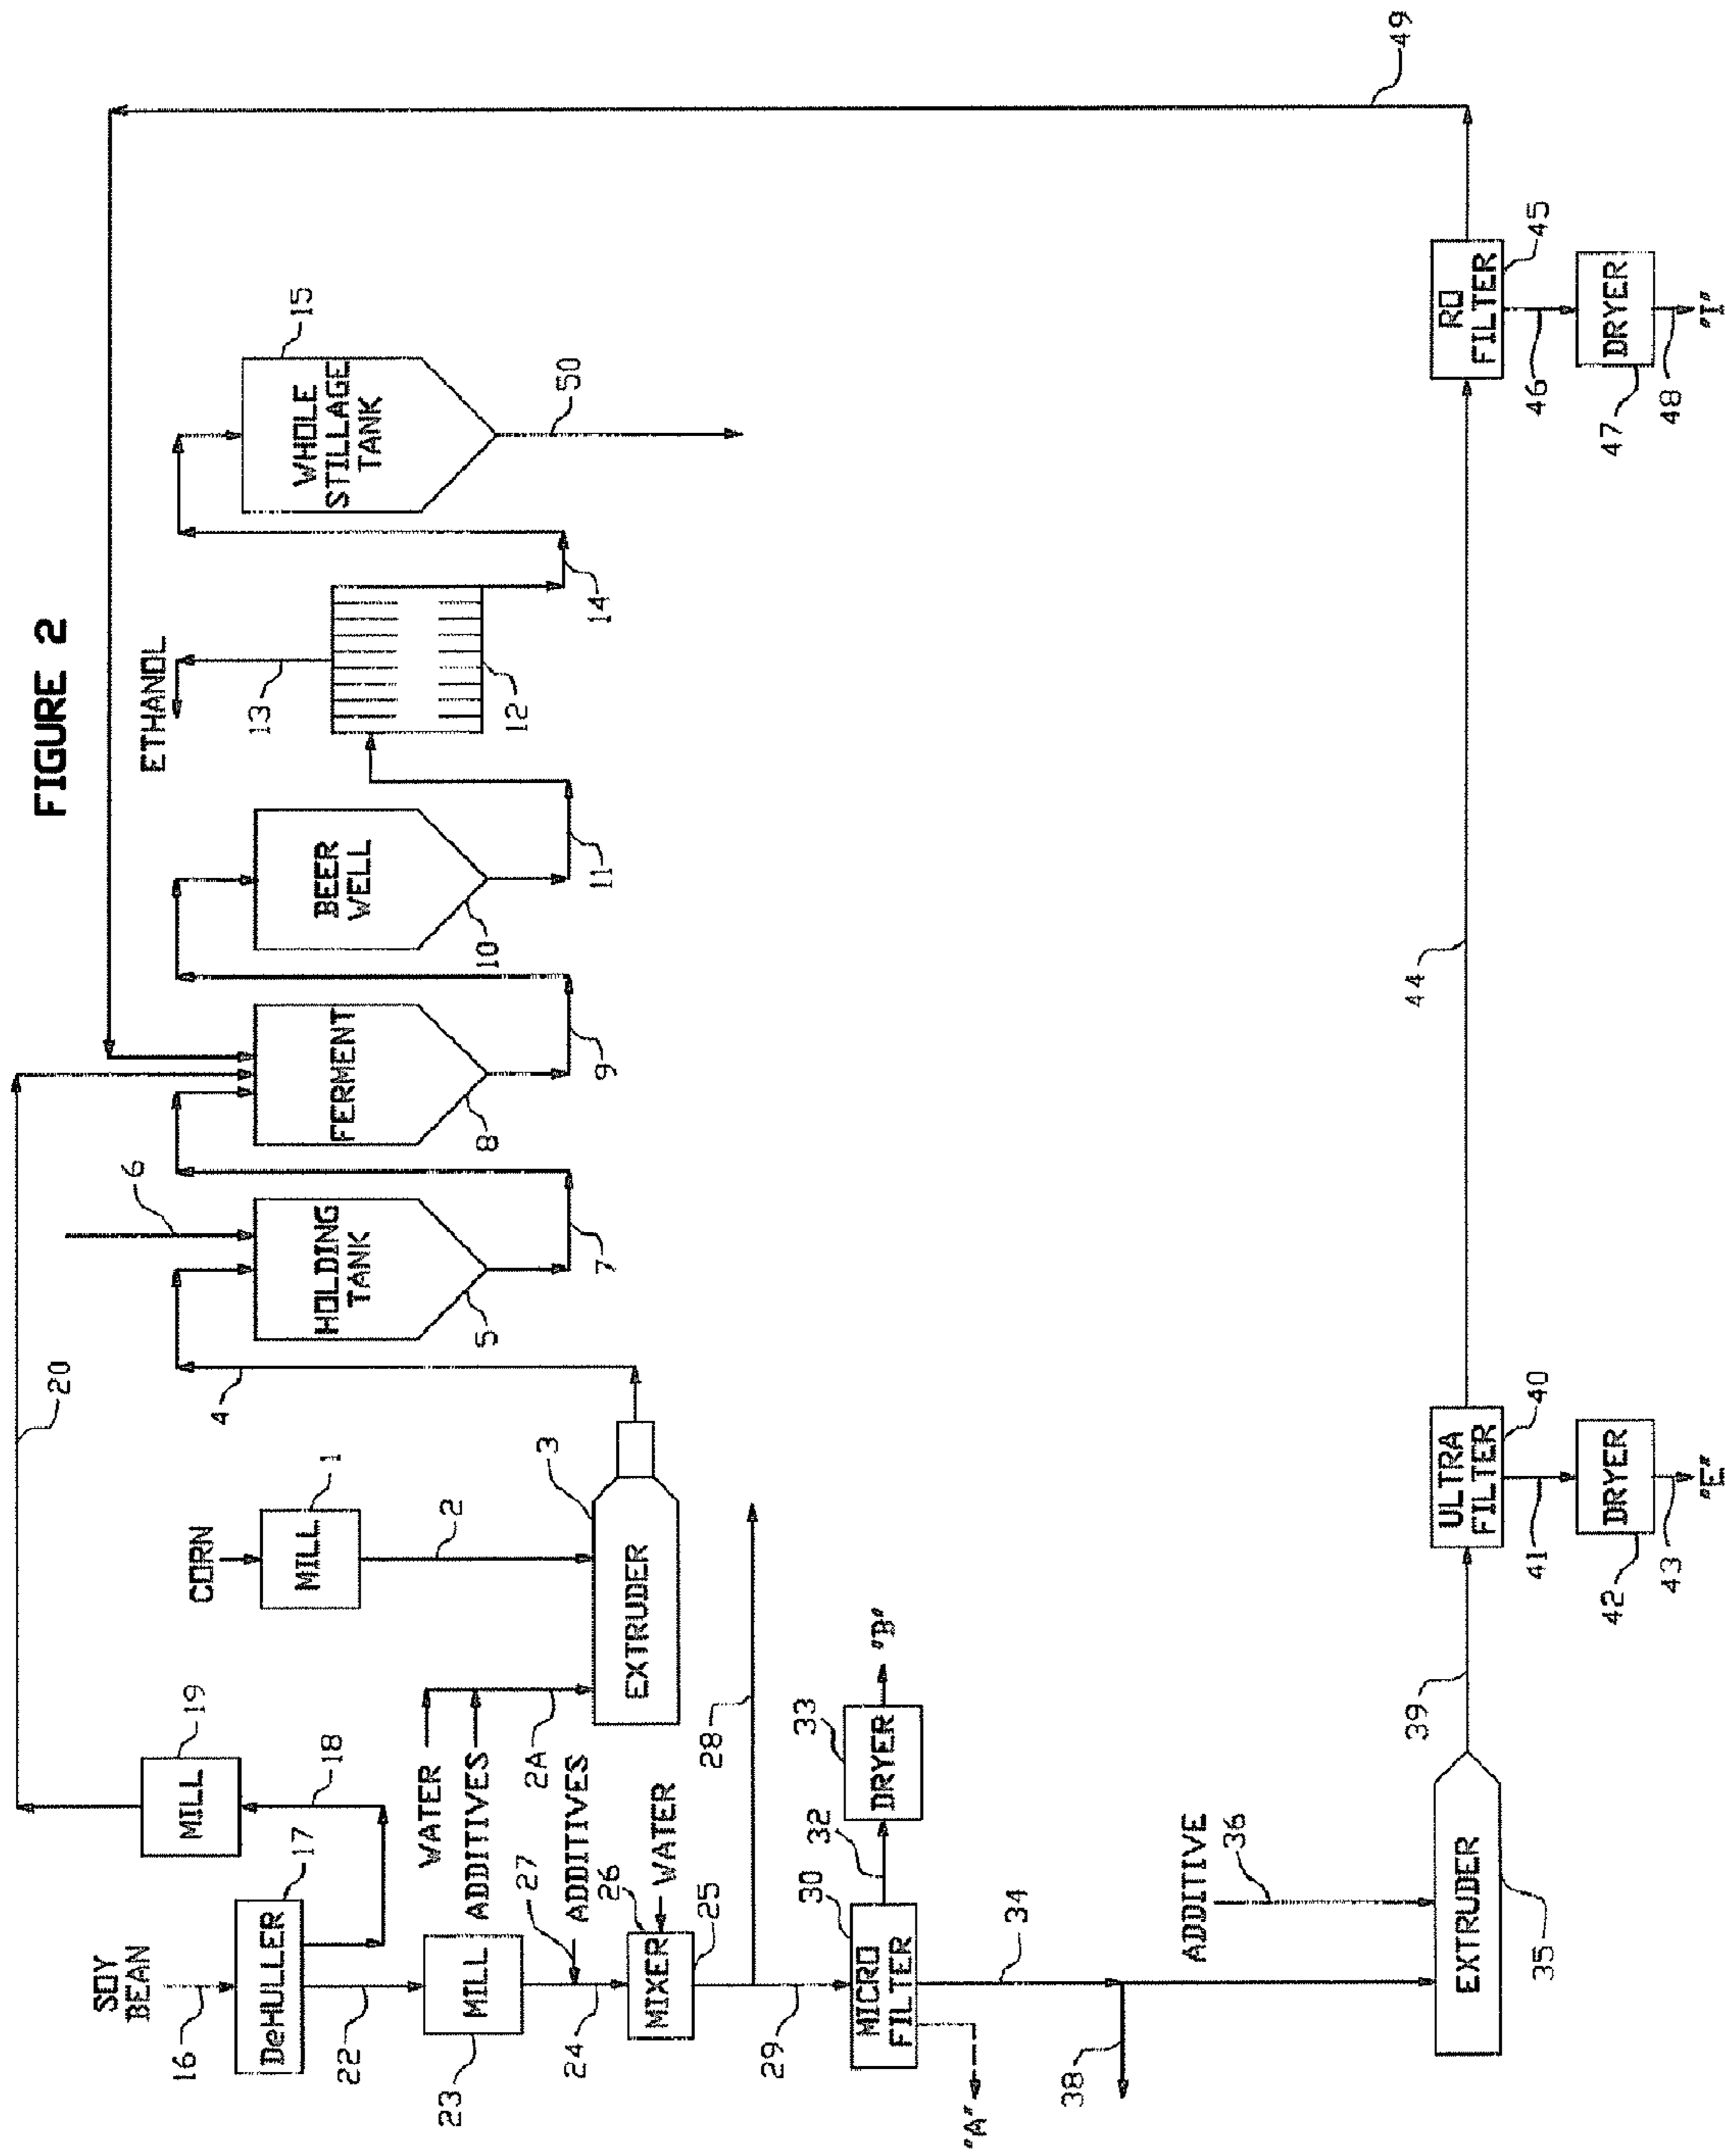 FIGURE 2
SOY
BEAN
16
DeHULLER
17
18
MILL
19
20
22
MILL
23
24
27
ADDITIVES
MIXER
26
WATER
25
28
29
CORN
MILL
1
2
WATER
ADDITIVES
2A
EXTRUDER
3
4
HOLDING
TANK
5
6
7
FERMENT
8
9
BEER
WELL
10
11
12
13
ETHANOL
14
WHOLE
STILLAGE
TANK
15
50
MICRO
FILTER
30
32
DRYER
33
"B"
"A"
34
38
ADDITIVE
36
EXTRUDER
35
39
ULTRA
FILTER
40
41
DRYER
42
43
"E"
44
RO
FILTER
45
46
DRYER
47
48
"I"
49